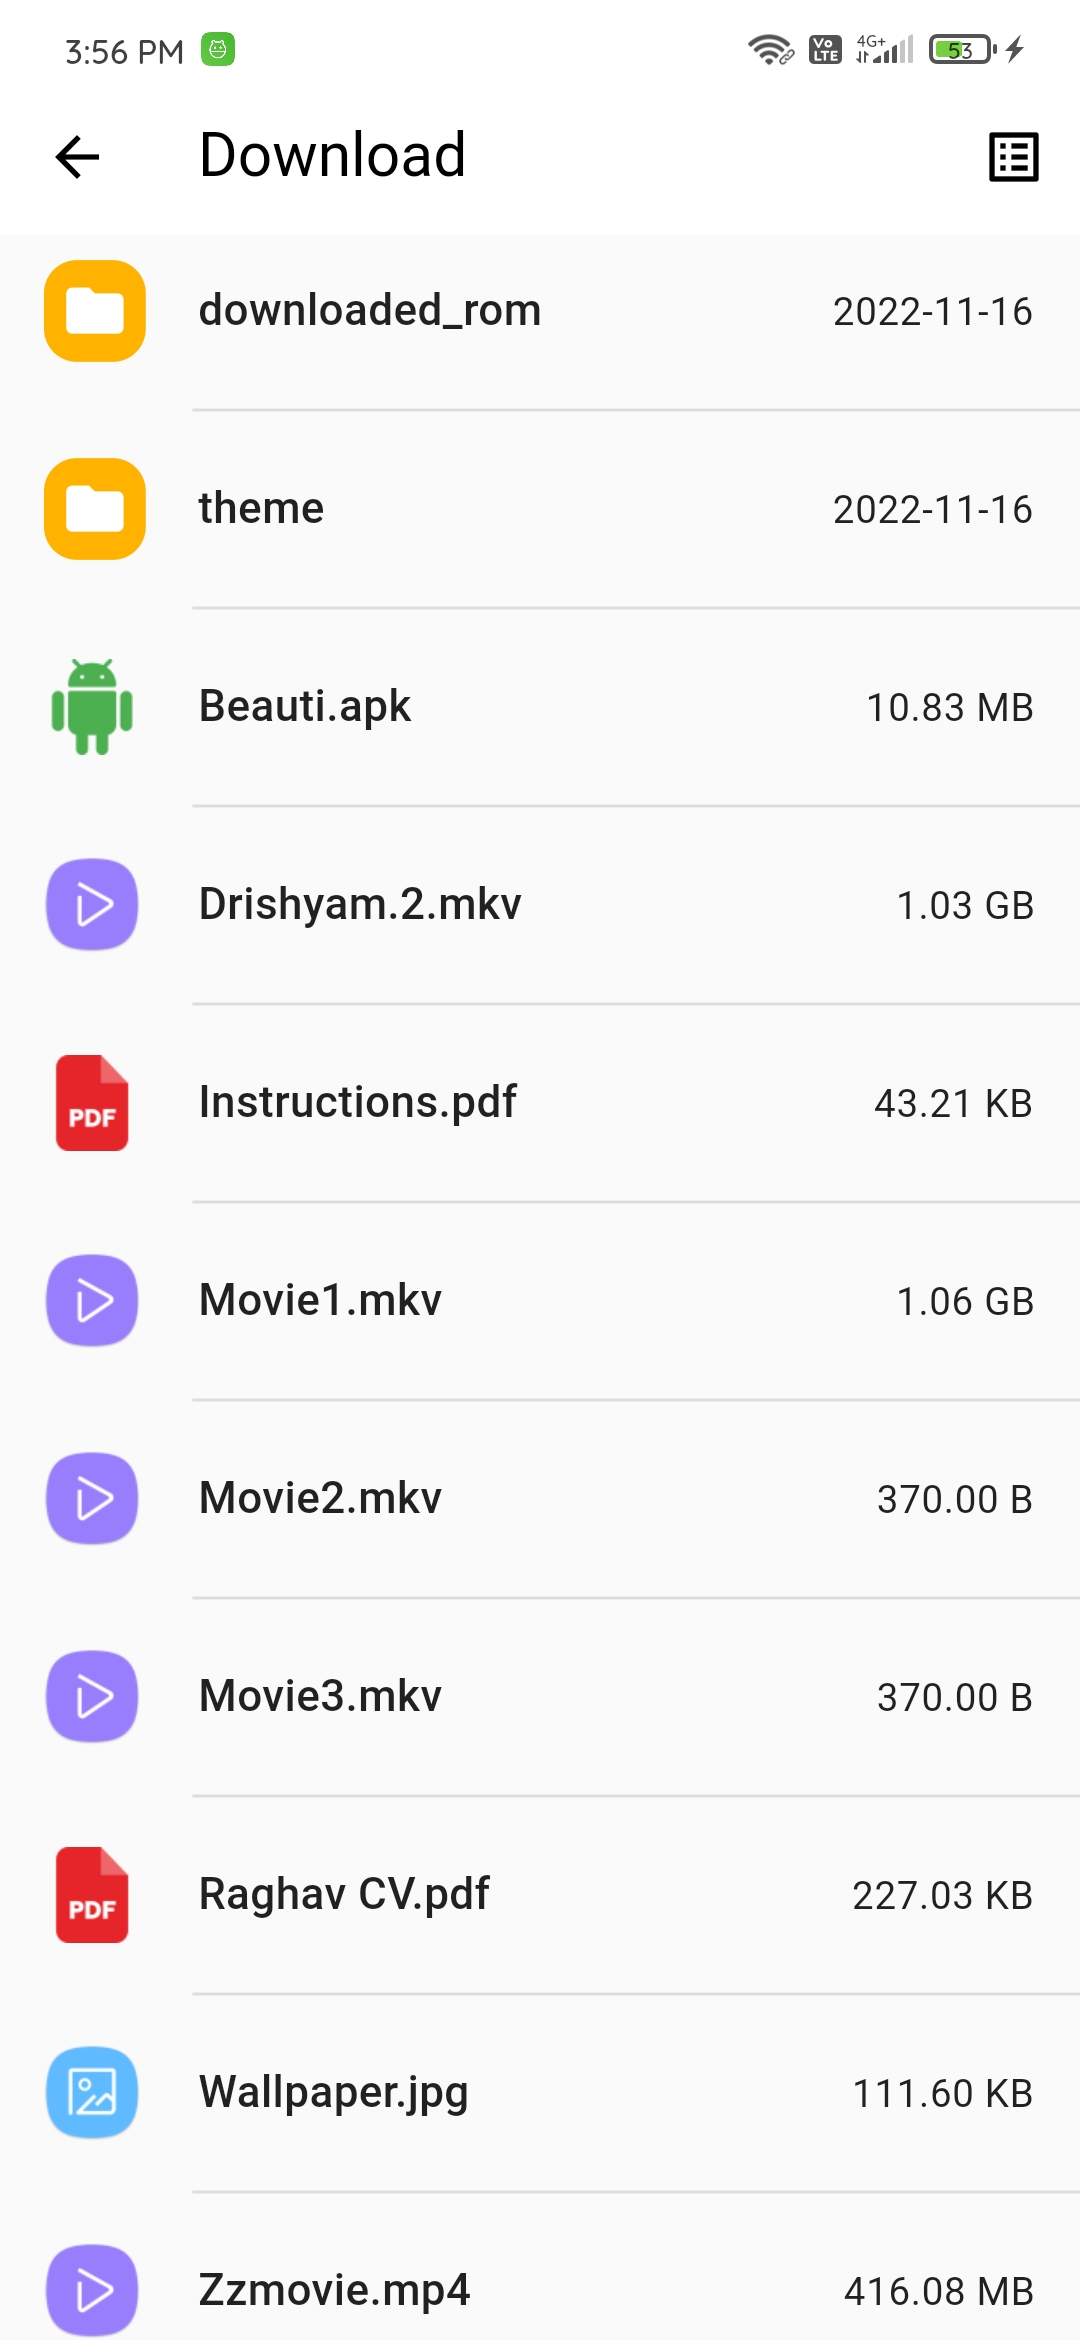 3:56 PM Vo LTE 4G+ 53
Download
downloaded_rom 2022-11-16
theme 2022-11-16
Beauti.apk 10.83 MB
Drishyam.2.mkv 1.03 GB
PDF Instructions.pdf 43.21 KB
Movie1.mkv 1.06 GB
Movie2.mkv 370.00 B
Movie3.mkv 370.00 B
PDF Raghav CV.pdf 227.03 KB
Wallpaper.jpg 111.60 KB
Zzmovie.mp4 416.08 MB